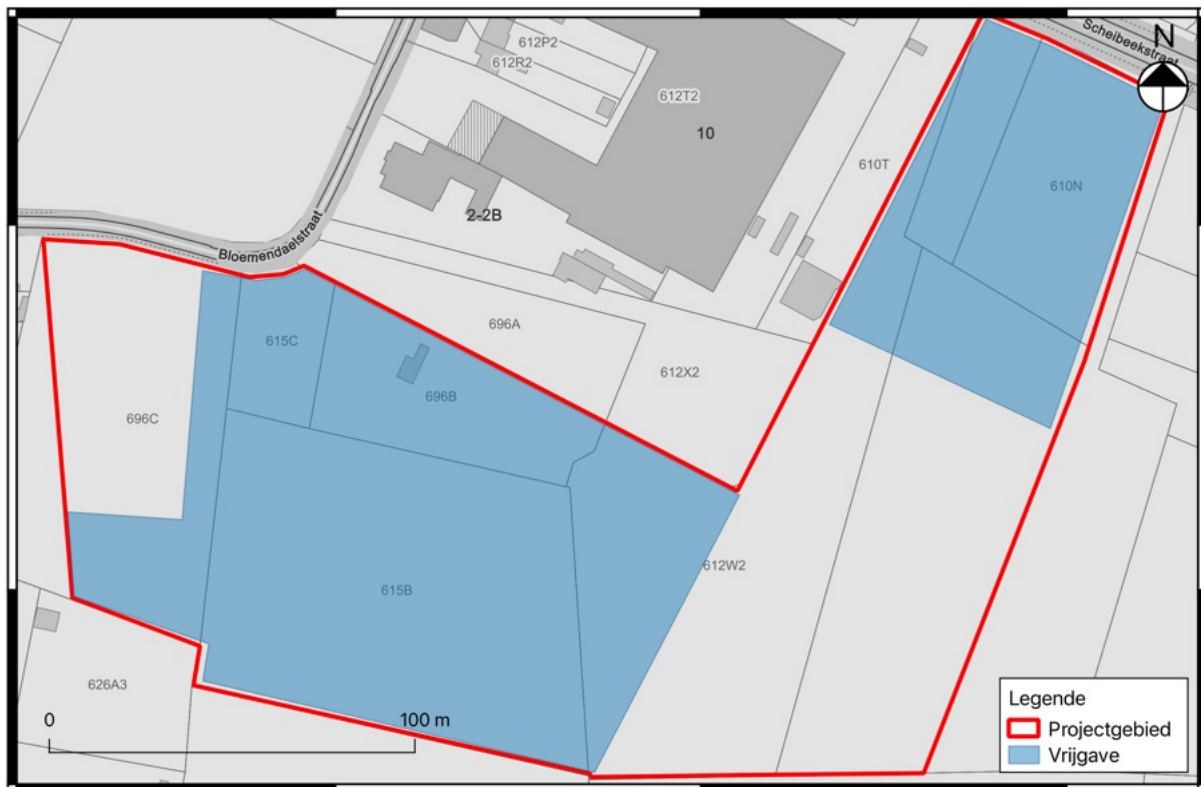 Scheibeekstraat
N
612P2
612R2
612T2
10
610T
610N
2-2B
Bloemendaelstraat
696A
615C
612X2
696B
696C
612W2
615B
626A3
0
100 m
Legende
Projectgebied
Vrijgave